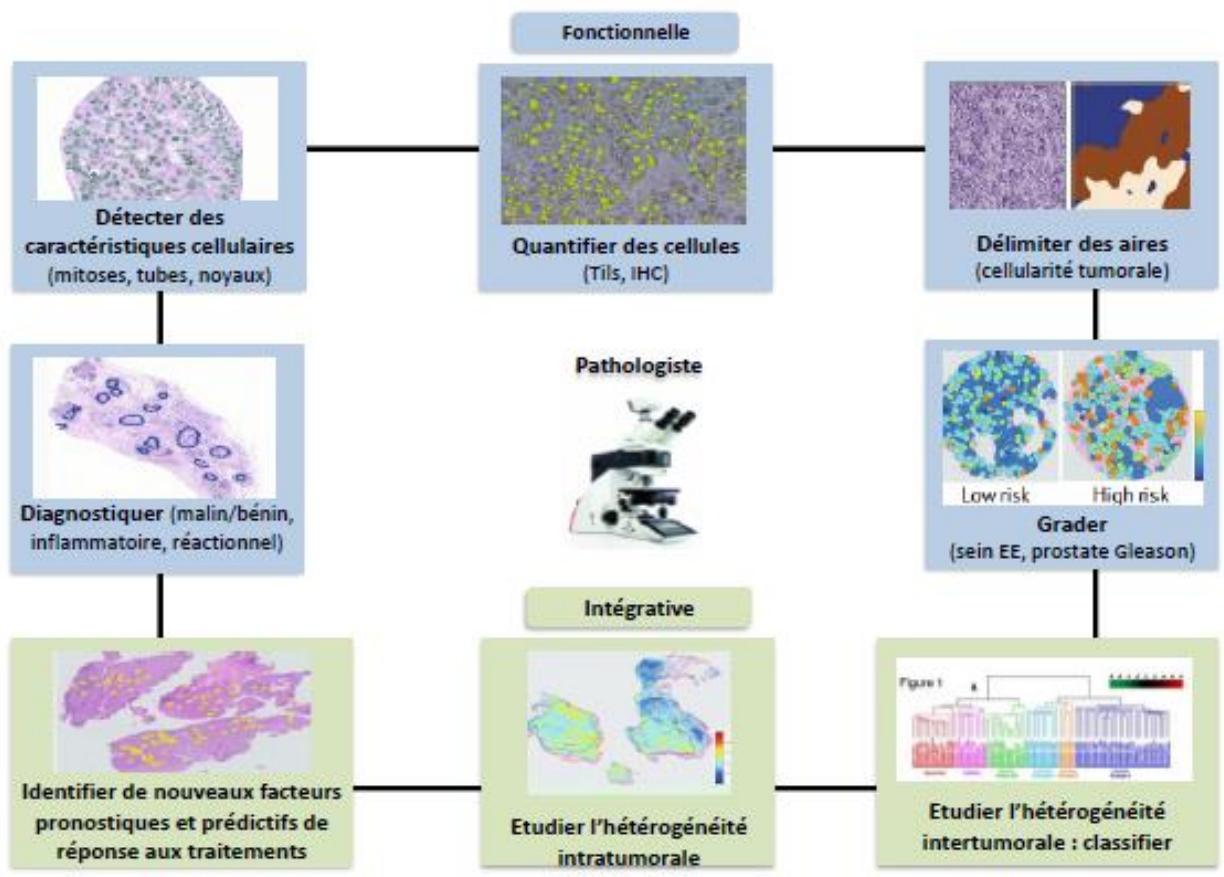 Fonctionnelle
Détecter des
caractéristiques cellulaires
(mitoses, tubes, noyaux)
Quantifier des cellules
(Tils, IHC)
Délimiter des aires
(cellularité tumorale)
Diagnostiquer (malin/bénin,
inflammatoire, réactionnel)
Pathologiste
Low risk
High risk
Grader
(sein EE, prostate Gleason)
Intégrative
Identifier de nouveaux facteurs
pronostiques et prédictifs de
réponse aux traitements
Etudier l’hétérogénéité
intratumorale
Figure 1
Etudier l’hétérogénéité
intertumorale : classifier